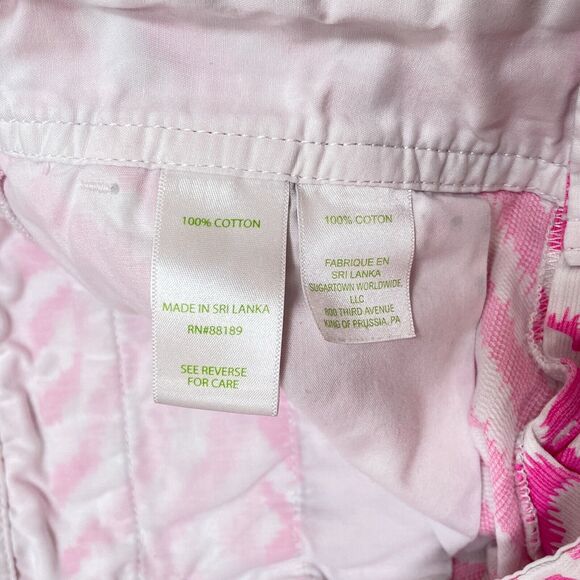 100% COTTON
MADE IN SRI LANKA
RN#88189
SEE REVERSE
FOR CARE
100% COTON
FABRIQUE EN
SRI LANKA
SUGARTOWN WORLDWIDE,
LLC
800 THIRD AVENUE
KING OF PRUSSIA, PA